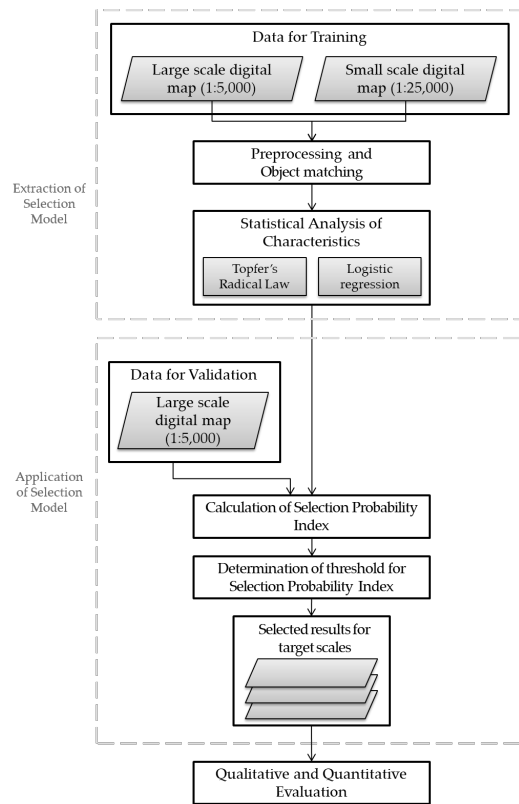 Data for Training
Large scale digital
map (1:5,000)
Small scale digital
map (1:25,000)
Preprocessing and
Object matching
Extraction of
Selection
Model
Statistical Analysis of
Characteristics
Topfer's
Radical Law
Logistic
regression
Data for Validation
Large scale
digital map
(1:5,000)
Application
of Selection
Model
Calculation of Selection Probability
Index
Determination of threshold for
Selection Probability Index
Selected results for
target scales
Qualitative and Quantitative
Evaluation